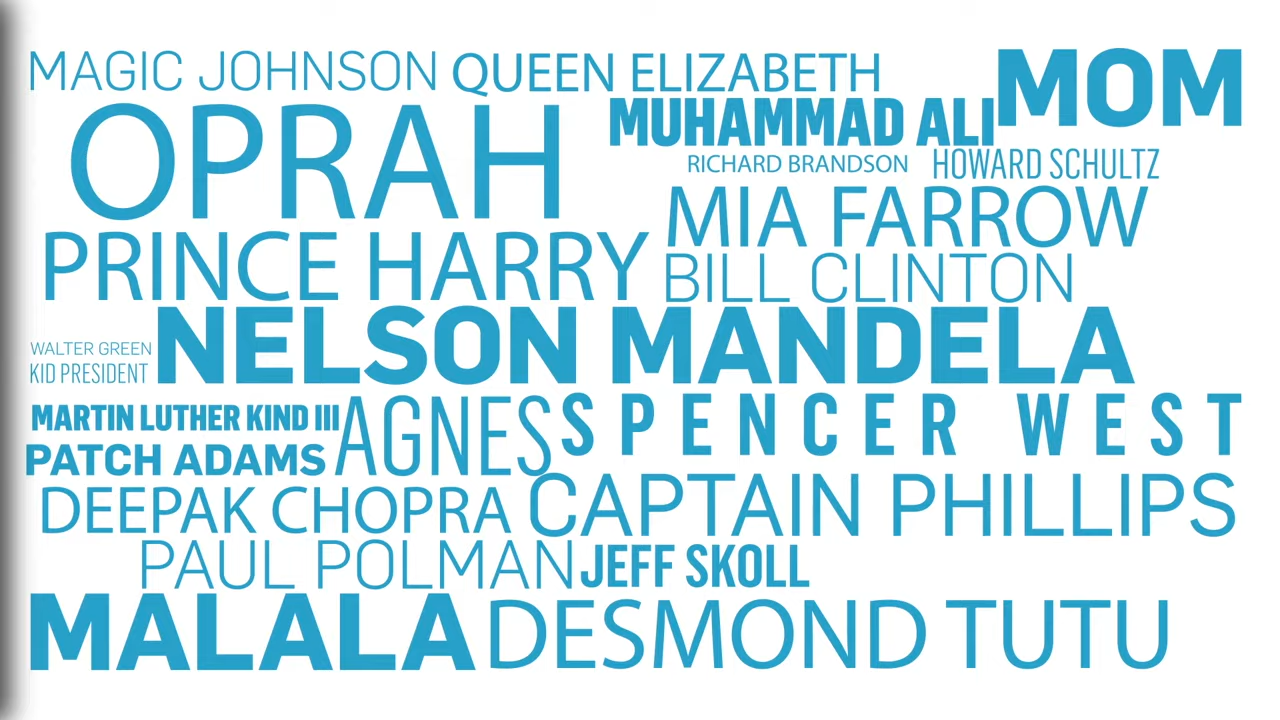 MAGIC JOHNSON QUEEN ELIZABETH MOM
OPRAH MUHAMMAD ALI
RICHARD BRANDSON HOWARD SCHULTZ
MIA FARROW
PRINCE HARRY BILL CLINTON
WALTER GREEN NELSON MANDELA
KID PRESIDENT
MARTIN LUTHER KIND III AGNES SPENCER WEST
PATCH ADAMS
DEEPAK CHOPRA CAPTAIN PHILLIPS
PAUL POLMAN JEFF SKOLL
MALALA DESMOND TUTU